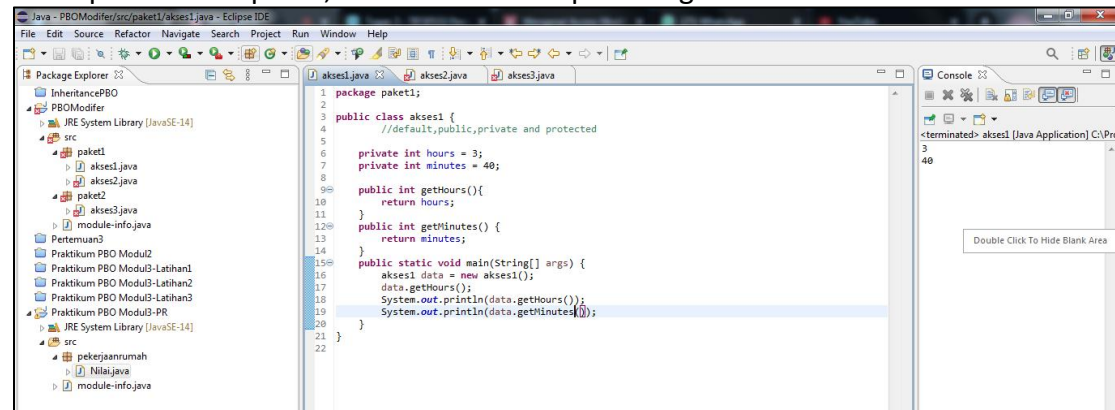 Java - PBOModifer/src/paket1/akses1.java - Eclipse IDE
File Edit Source Refactor Navigate Search Project Run Window Help
Package Explorer
InheritancePBO
PBOModifer
JRE System Library [JavaSE-14]
src
paket1
akses1.java
akses2.java
paket2
akses3.java
module-info.java
Pertemuan3
Praktikum PBO Modul2
Praktikum PBO Modul3-Latihan1
Praktikum PBO Modul3-Latihan2
Praktikum PBO Modul3-Latihan3
Praktikum PBO Modul3-PR
JRE System Library [JavaSE-14]
src
pekerjaanrumah
Nilai.java
module-info.java
akses1.java akses2.java akses3.java
1 package paket1;
2
3 public class akses1 {
4 //default,public,private and protected
5
6 private int hours = 3;
7 private int minutes = 40;
8
9 public int getHours(){
10 return hours;
11 }
12 public int getMinutes() {
13 return minutes;
14 }
15 public static void main(String[] args) {
16 akses1 data = new akses1();
17 data.getHours();
18 System.out.println(data.getHours());
19 System.out.println(data.getMinutes());
20 }
21 }
22
Console
<terminated> akses1 [Java Application] C:\Pr
3
40
Double Click To Hide Blank Area